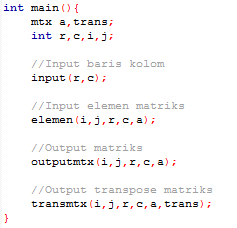 int main(){
mtx a,trans;
int r,c,i,j;
//Input baris kolom
input(r,c);
//Input elemen matriks
elemen(i,j,r,c,a);
//Output matriks
outputmtx(i,j,r,c,a);
//Output transpose matriks
transmtx(i,j,r,c,a,trans);
}